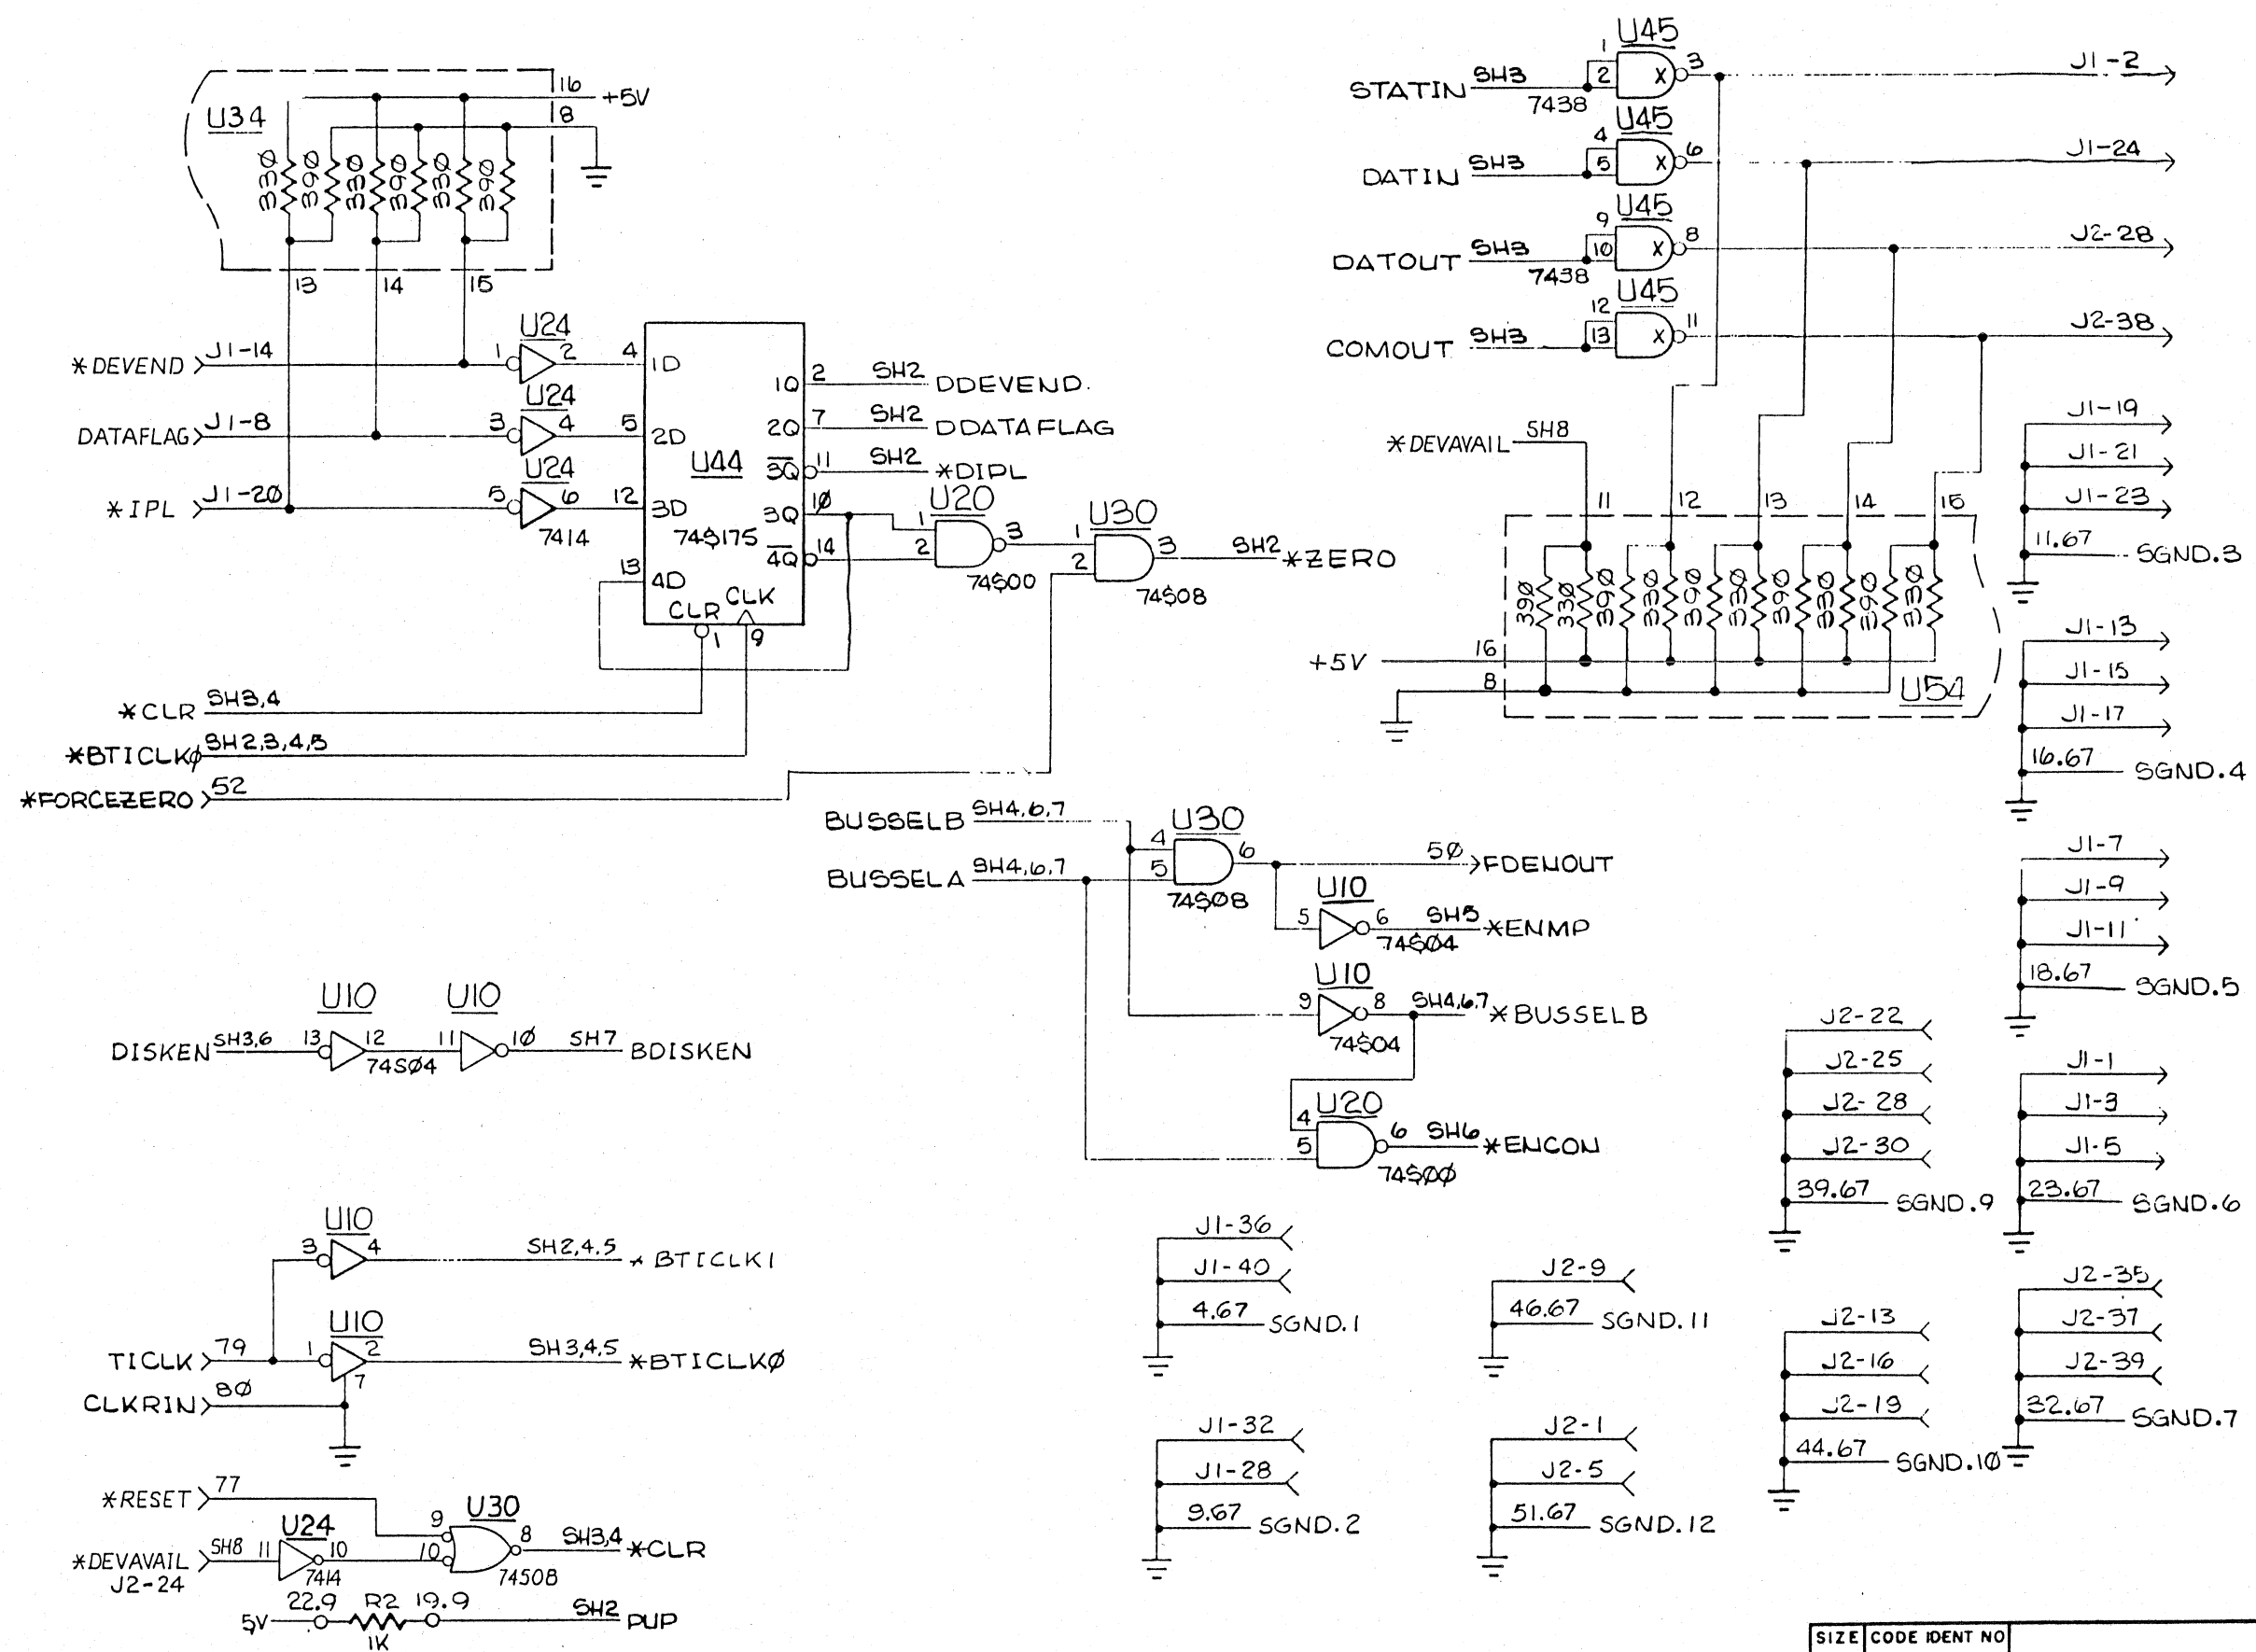 U34
16
+5V
8
330
390
330
390
330
390
13
14
15
*DEVEND J1-14
U24
1
2
4
1D
DATAFLAG J1-8
U24
3
4
5
2D
*IPL J1-20
U24
5
6
7414
12
3D
U44
74S175
13
4D
CLR
CLK
1
9
1Q 2 SH2 DDEVEND.
2Q 7 SH2 DDATAFLAG
3Q 11 SH2 *DIPL
3Q 10
4Q 14
U20
1
2
3
74S00
U30
1
2
3
74S08
SH2 *ZERO
*CLR SH3,4
*BTICLKØ SH2,3,4,5
*FORCEZERO 52
STATIN SH3
7438
U45
1
2
X
3
J1-2
DATIN SH3
U45
4
5
X
6
J1-24
DATOUT SH3
7438
U45
9
10
X
8
J2-28
COMOUT SH3
U45
12
13
X
11
J2-38
*DEVAVAIL SH8
11
12
13
14
15
390
330
390
330
390
330
390
330
390
330
+5V
16
8
U54
J1-19
J1-21
J1-23
11.67 SGND.3
J1-13
J1-15
J1-17
16.67 SGND.4
J1-7
J1-9
J1-11
18.67 SGND.5
J1-1
J1-3
J1-5
23.67 SGND.6
J2-35
J2-37
J2-39
32.67 SGND.7
J2-22
J2-25
J2-28
J2-30
39.67 SGND.9
J2-13
J2-16
J2-19
44.67 SGND.1Ø
BUSSELB SH4,6,7
BUSSELA SH4,6,7
U30
4
5
6
74S08
5Ø FDENOUT
U10
5
6
74S04
SH5 *ENMP
U10
9
8
74S04
SH4,6,7 *BUSSELB
U20
4
5
6
74SØØ
SH6 *ENCON
DISKEN SH3,6
U10
13
12
74SØ4
U10
11
1Ø
SH7 BDISKEN
U10
3
4
SH2,4.5 *BTICLK1
TICLK 79
U10
1
2
7
SH3,4,5 *BTICLKØ
CLKRIN 8Ø
*RESET 77
*DEVAVAIL SH8
J2-24
U24
11
10
7414
U30
9
10
8
74S08
SH3,4 *CLR
5V 22.9 R2 19.9 SH2 PUP
1K
J1-36
J1-40
4.67 SGND.1
J2-9
46.67 SGND.11
J1-32
J1-28
9.67 SGND.2
J2-1
J2-5
51.67 SGND.12
SIZE CODE IDENT NO